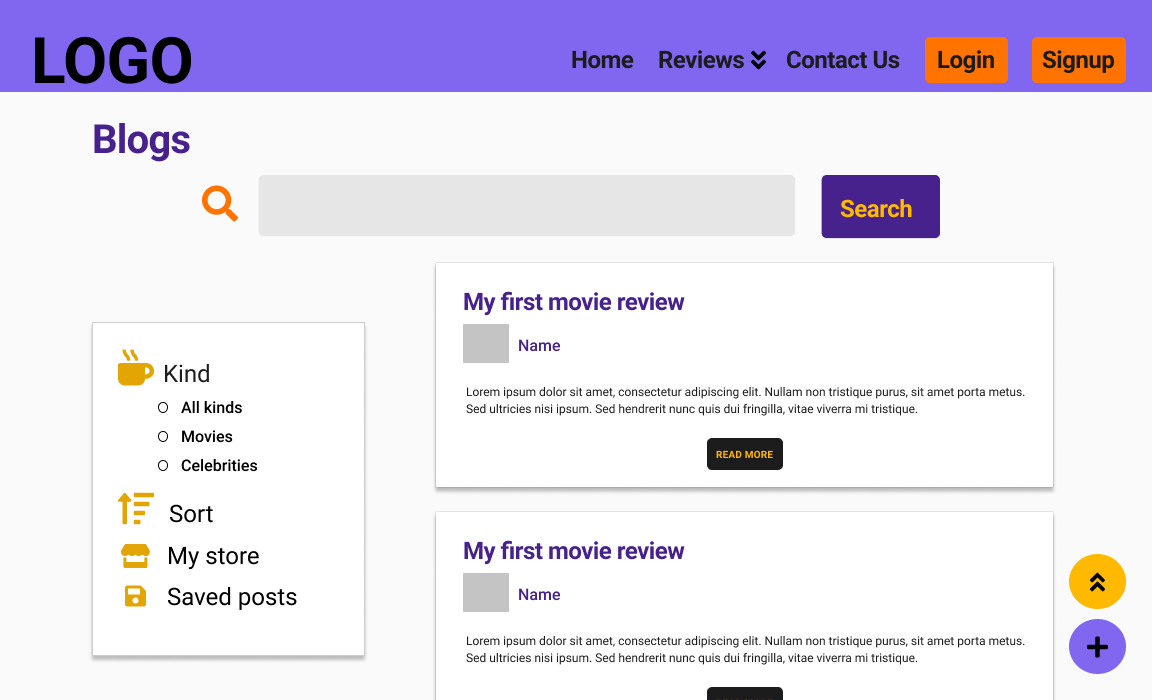 LOGO
Home Reviews Contact Us Login Signup
Blogs
Search
My first movie review
Name
Lorem ipsum dolor sit amet, consectetur adipiscing elit. Nullam non tristique purus, sit amet porta metus.
Sed ultricies nisi ipsum. Sed hendrerit nunc quis dui fringilla, vitae viverra mi tristique.
READ MORE
Kind
All kinds
Movies
Celebrities
Sort
My store
Saved posts
My first movie review
Name
Lorem ipsum dolor sit amet, consectetur adipiscing elit. Nullam non tristique purus, sit amet porta metus.
Sed ultricies nisi ipsum. Sed hendrerit nunc quis dui fringilla, vitae viverra mi tristique.